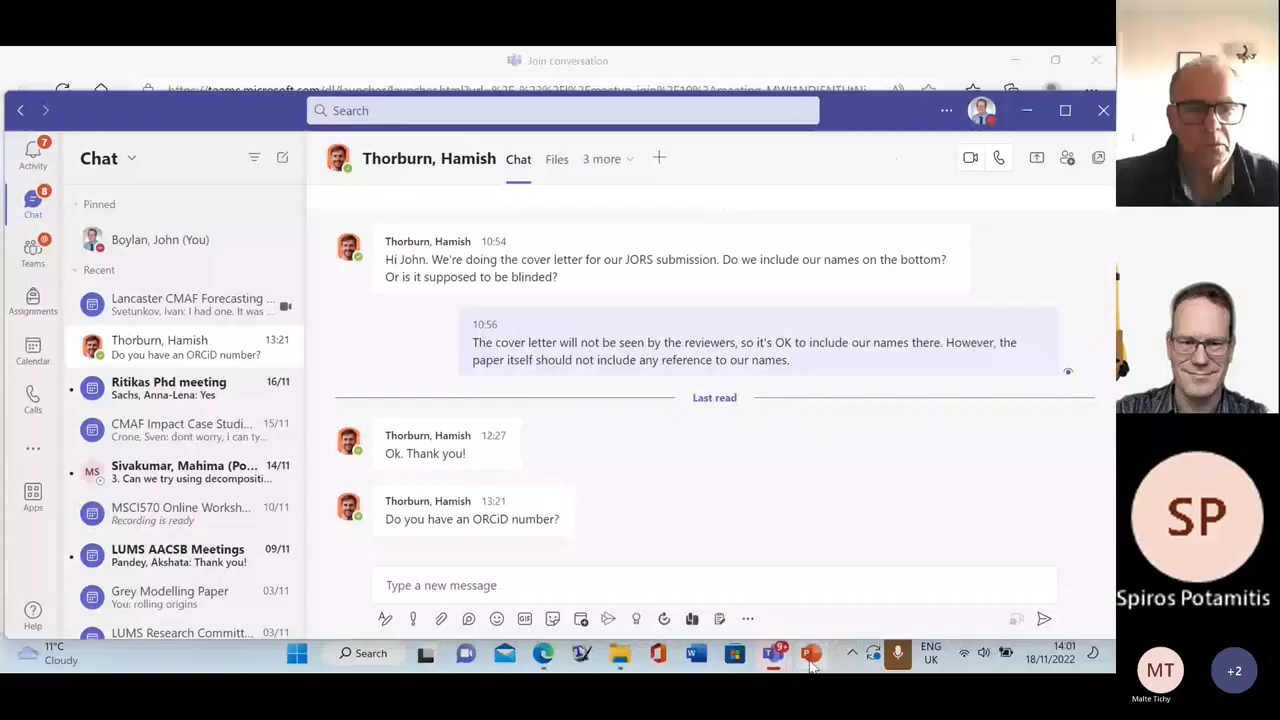 Join conversation
Search
Activity
7
Chat
8
Teams
@
Assignments
Calendar
Calls
Apps
Help
Chat
Pinned
Boylan, John (You)
Recent
Lancaster CMAF Forecasting ...
Svetunkov, Ivan: I had one. It was ...
Thorburn, Hamish 13:21
Do you have an ORCiD number?
Ritikas Phd meeting 16/11
Sachs, Anna-Lena: Yes
CMAF Impact Case Studi... 15/11
Crone, Sven: dont worry, i can ty...
MS
Sivakumar, Mahima (Po... 14/11
3. Can we try using decompositi...
MSCI570 Online Worksh... 10/11
Recording is ready
LUMS AACSB Meetings 09/11
Pandey, Akshata: Thank you!
Grey Modelling Paper 03/11
You: rolling origins
LUMS Research Committ... 03/11
Thorburn, Hamish Chat Files 3 more
Thorburn, Hamish 10:54
Hi John. We're doing the cover letter for our JORS submission. Do we include our names on the bottom?
Or is it supposed to be blinded?
10:56
The cover letter will not be seen by the reviewers, so it's OK to include our names there. However, the
paper itself should not include any reference to our names.
Last read
Thorburn, Hamish 12:27
Ok. Thank you!
Thorburn, Hamish 13:21
Do you have an ORCiD number?
Type a new message
GIF
11°C
Cloudy
Search
9+
ENG
UK
14:01
18/11/2022
SP
Spiros Potamitis
MT
Malte Tichy
+2